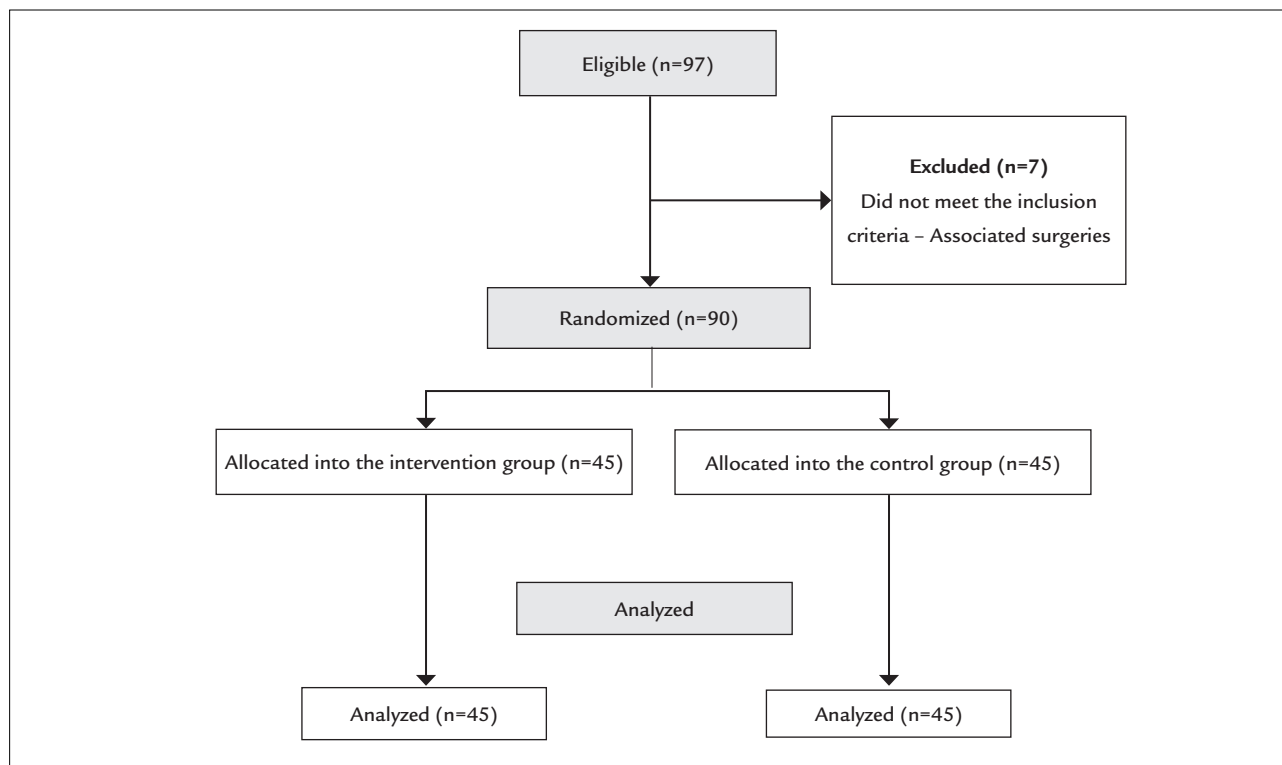 Eligible (n=97)
Excluded (n=7)
Did not meet the inclusion
criteria – Associated surgeries
Randomized (n=90)
Allocated into the intervention group (n=45)
Allocated into the control group (n=45)
Analyzed
Analyzed (n=45)
Analyzed (n=45)